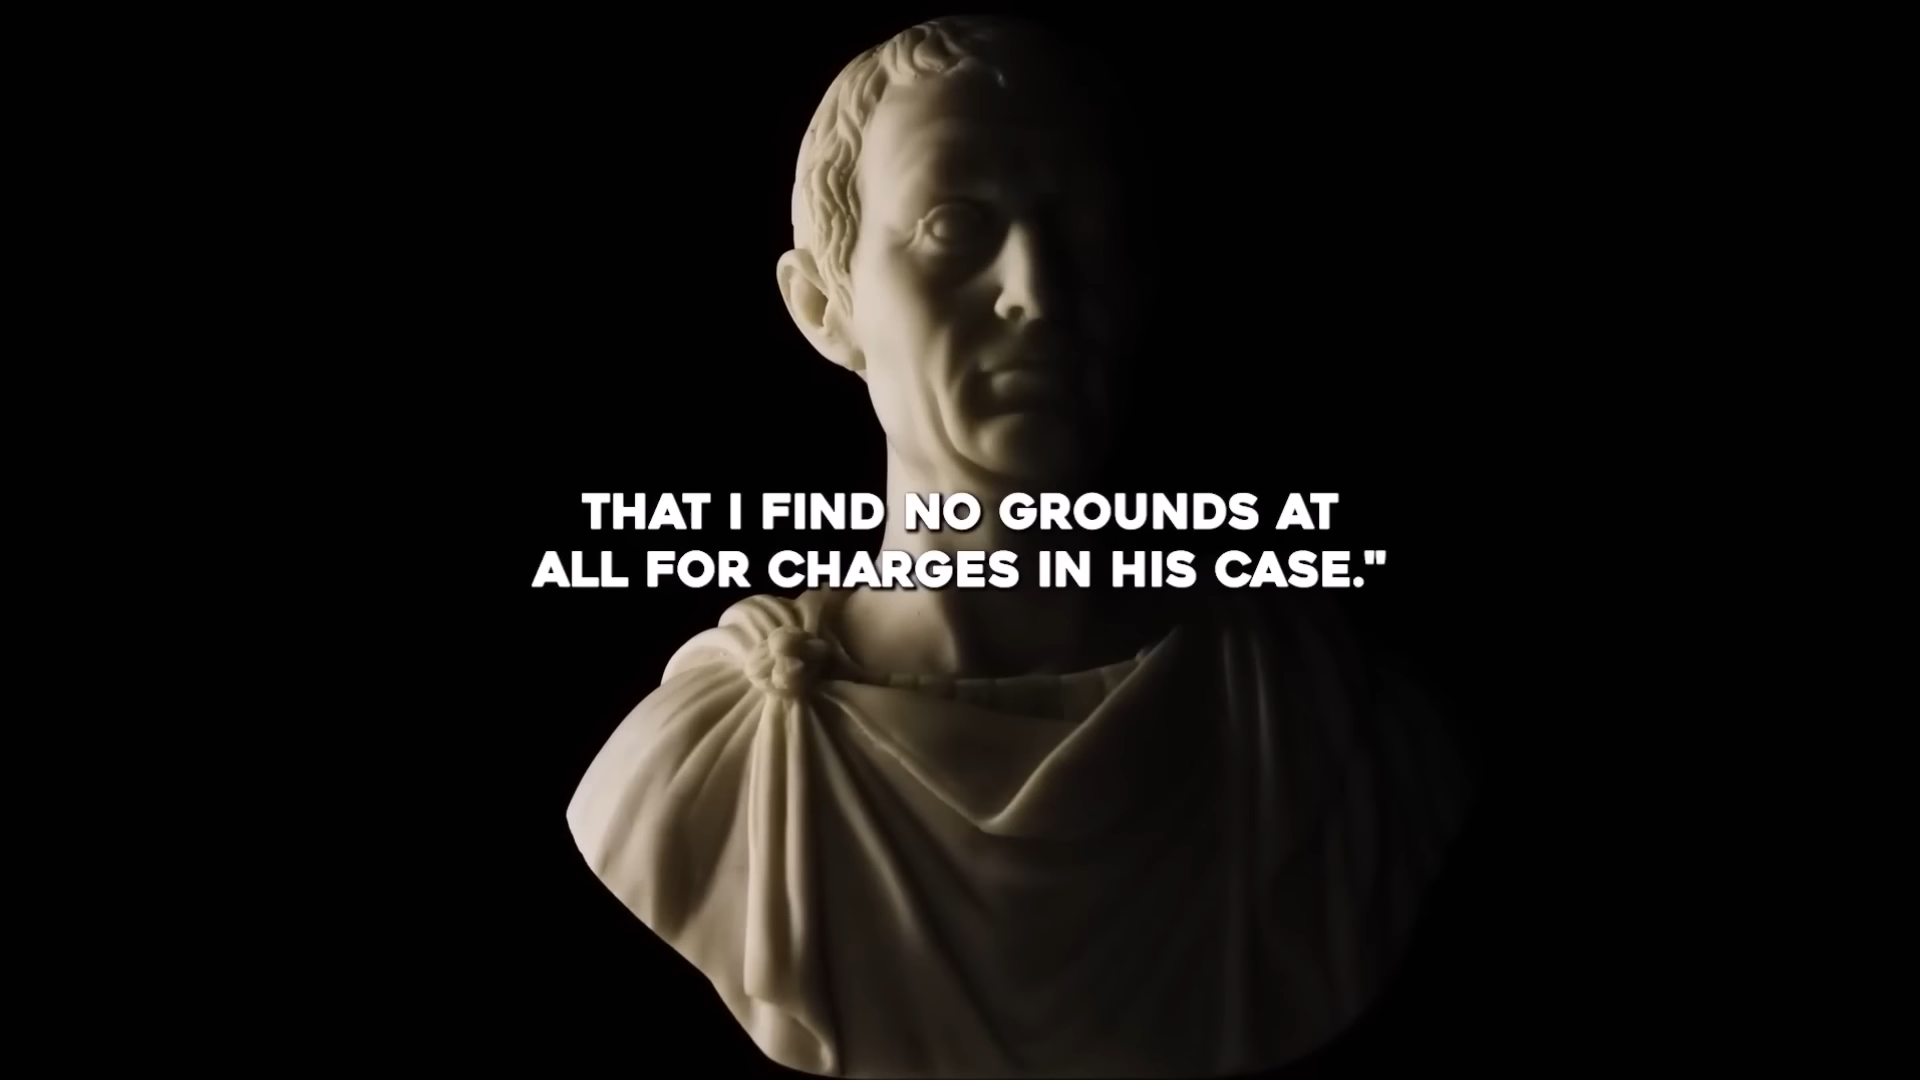 THAT I FIND NO GROUNDS AT
ALL FOR CHARGES IN HIS CASE."